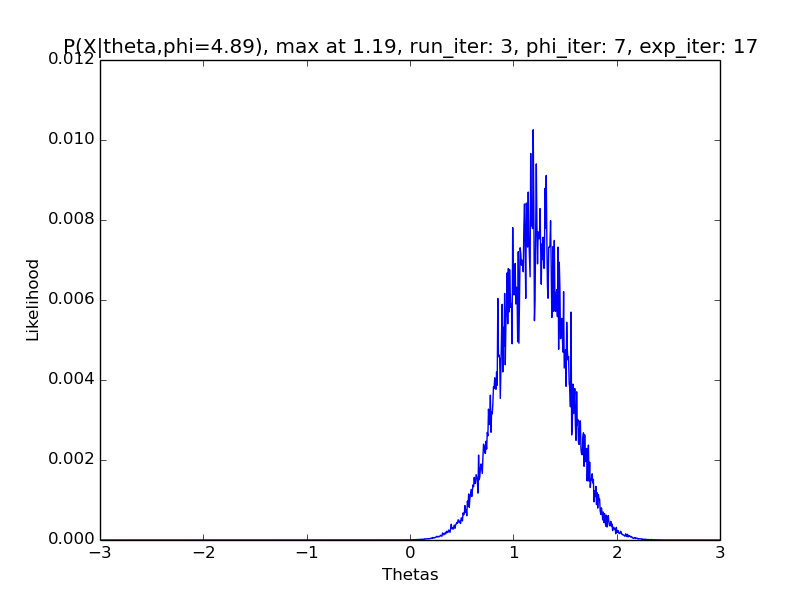 P(X|theta,phi=4.89), max at 1.19, run_iter: 3, phi_iter: 7, exp_iter: 17
0.012
0.010
0.008
0.006
0.004
0.002
0.000
Likelihood
−3 −2 −1 0 1 2 3
Thetas